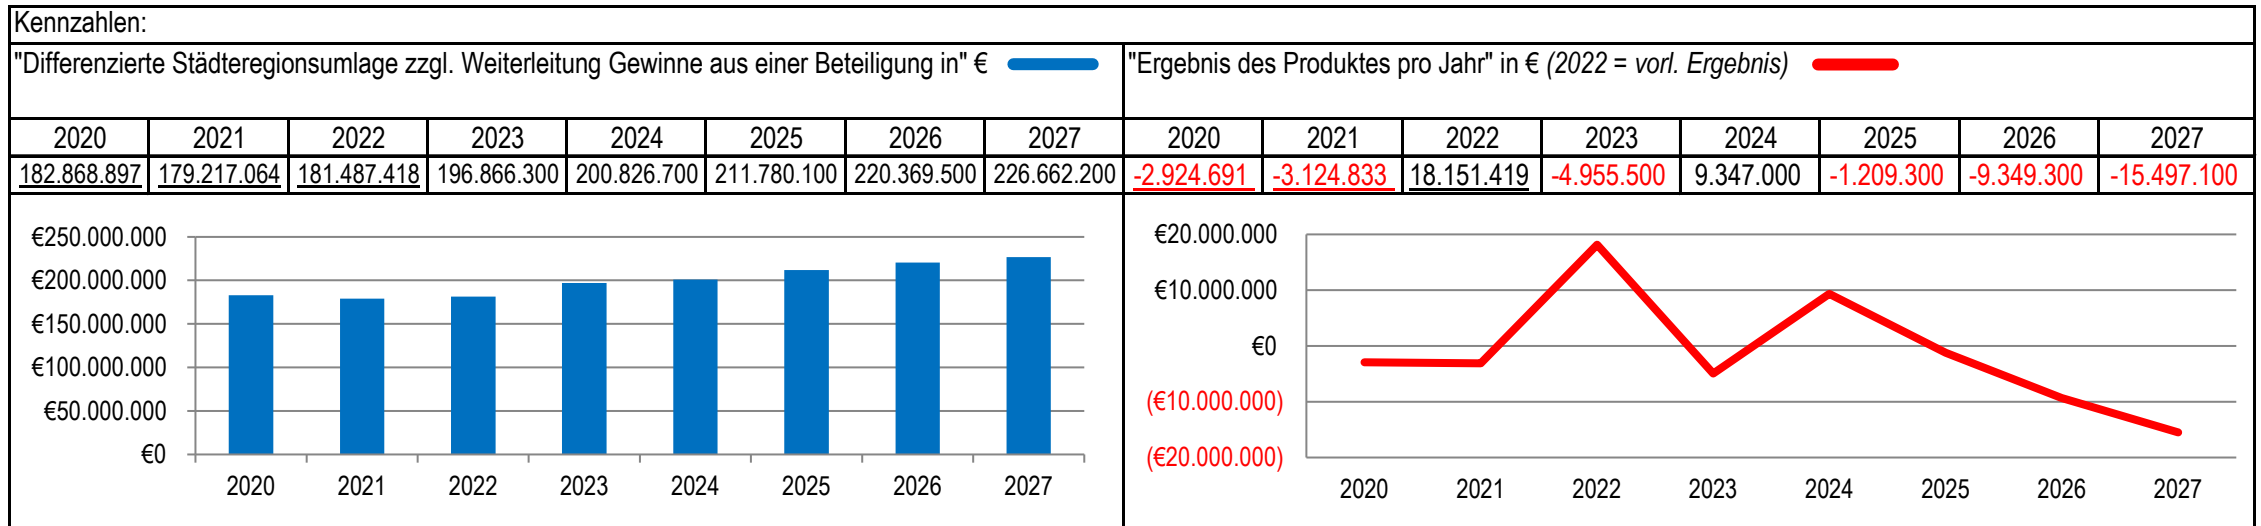 Kennzahlen:
"Differenzierte Städteregionsumlage zzgl. Weiterleitung Gewinne aus einer Beteiligung in" €
"Ergebnis des Produktes pro Jahr" in € (2022 = vorl. Ergebnis)
2020 2021 2022 2023 2024 2025 2026 2027
182.868.897 179.217.064 181.487.418 196.866.300 200.826.700 211.780.100 220.369.500 226.662.200
2020 2021 2022 2023 2024 2025 2026 2027
-2.924.691 -3.124.833 18.151.419 -4.955.500 9.347.000 -1.209.300 -9.349.300 -15.497.100
€250.000.000
€200.000.000
€150.000.000
€100.000.000
€50.000.000
€0
2020 2021 2022 2023 2024 2025 2026 2027
€20.000.000
€10.000.000
€0
(€10.000.000)
(€20.000.000)
2020 2021 2022 2023 2024 2025 2026 2027